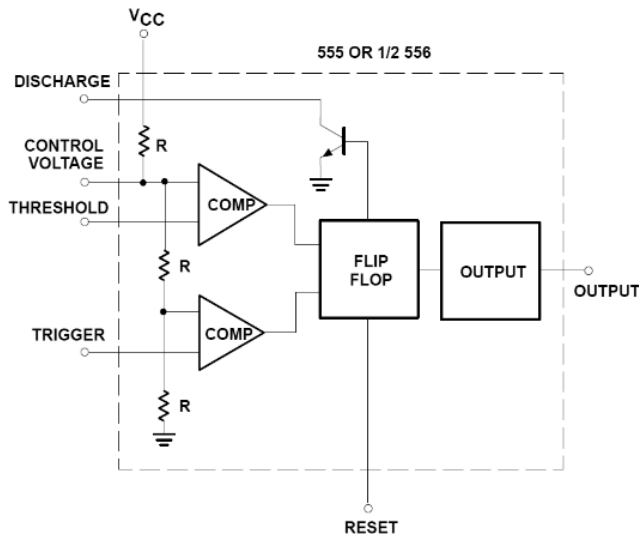 VCC
555 OR 1/2 556
DISCHARGE
R
CONTROL
VOLTAGE
COMP
THRESHOLD
R
FLIP
FLOP
OUTPUT
OUTPUT
COMP
TRIGGER
R
RESET